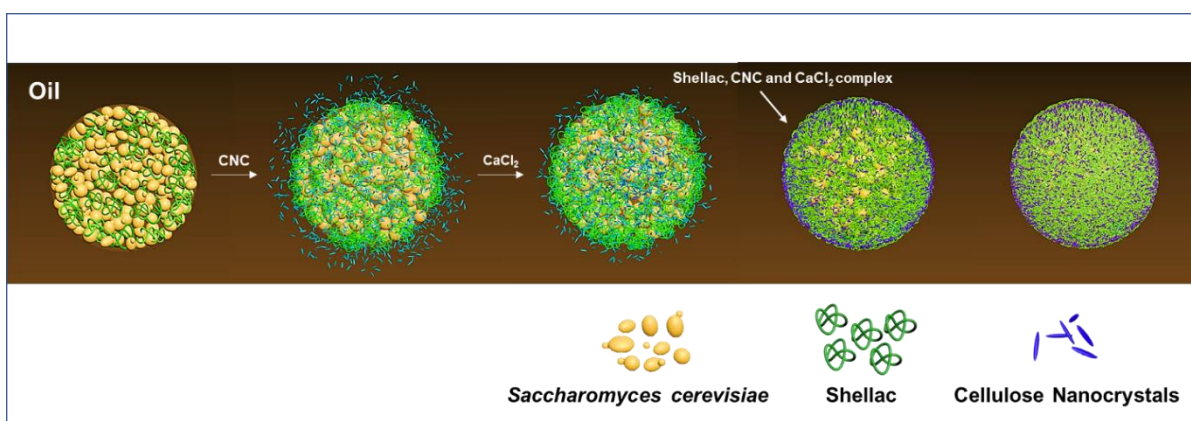 Shellac, CNC and CaCl₂ complex
Oil
CNC
CaCl₂
Saccharomyces cerevisiae
Shellac
Cellulose Nanocrystals